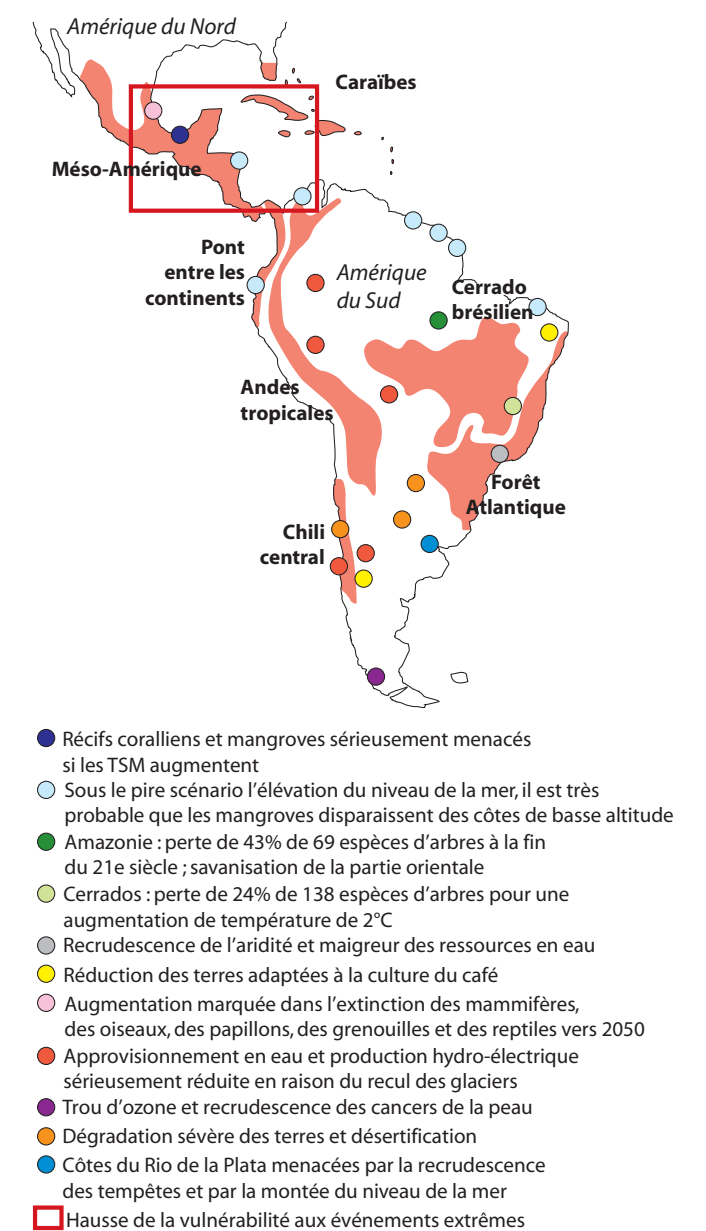 Amérique du Nord
Caraïbes
Méso-Amérique
Pont
entre les
continents
Amérique
du Sud
Cerrado
brésilien
Andes
tropicales
Forêt
Atlantique
Chili
central
Récifs coralliens et mangroves sérieusement menacés
si les TSM augmentent
Sous le pire scénario l'élévation du niveau de la mer, il est très
probable que les mangroves disparaissent des côtes de basse altitude
Amazonie : perte de 43% de 69 espèces d'arbres à la fin
du 21e siècle ; savanisation de la partie orientale
Cerrados : perte de 24% de 138 espèces d'arbres pour une
augmentation de température de 2°C
Recrudescence de l'aridité et maigreur des ressources en eau
Réduction des terres adaptées à la culture du café
Augmentation marquée dans l'extinction des mammifères,
des oiseaux, des papillons, des grenouilles et des reptiles vers 2050
Approvisionnement en eau et production hydro-électrique
sérieusement réduite en raison du recul des glaciers
Trou d'ozone et recrudescence des cancers de la peau
Dégradation sévère des terres et désertification
Côtes du Rio de la Plata menacées par la recrudescence
des tempêtes et par la montée du niveau de la mer
Hausse de la vulnérabilité aux événements extrêmes